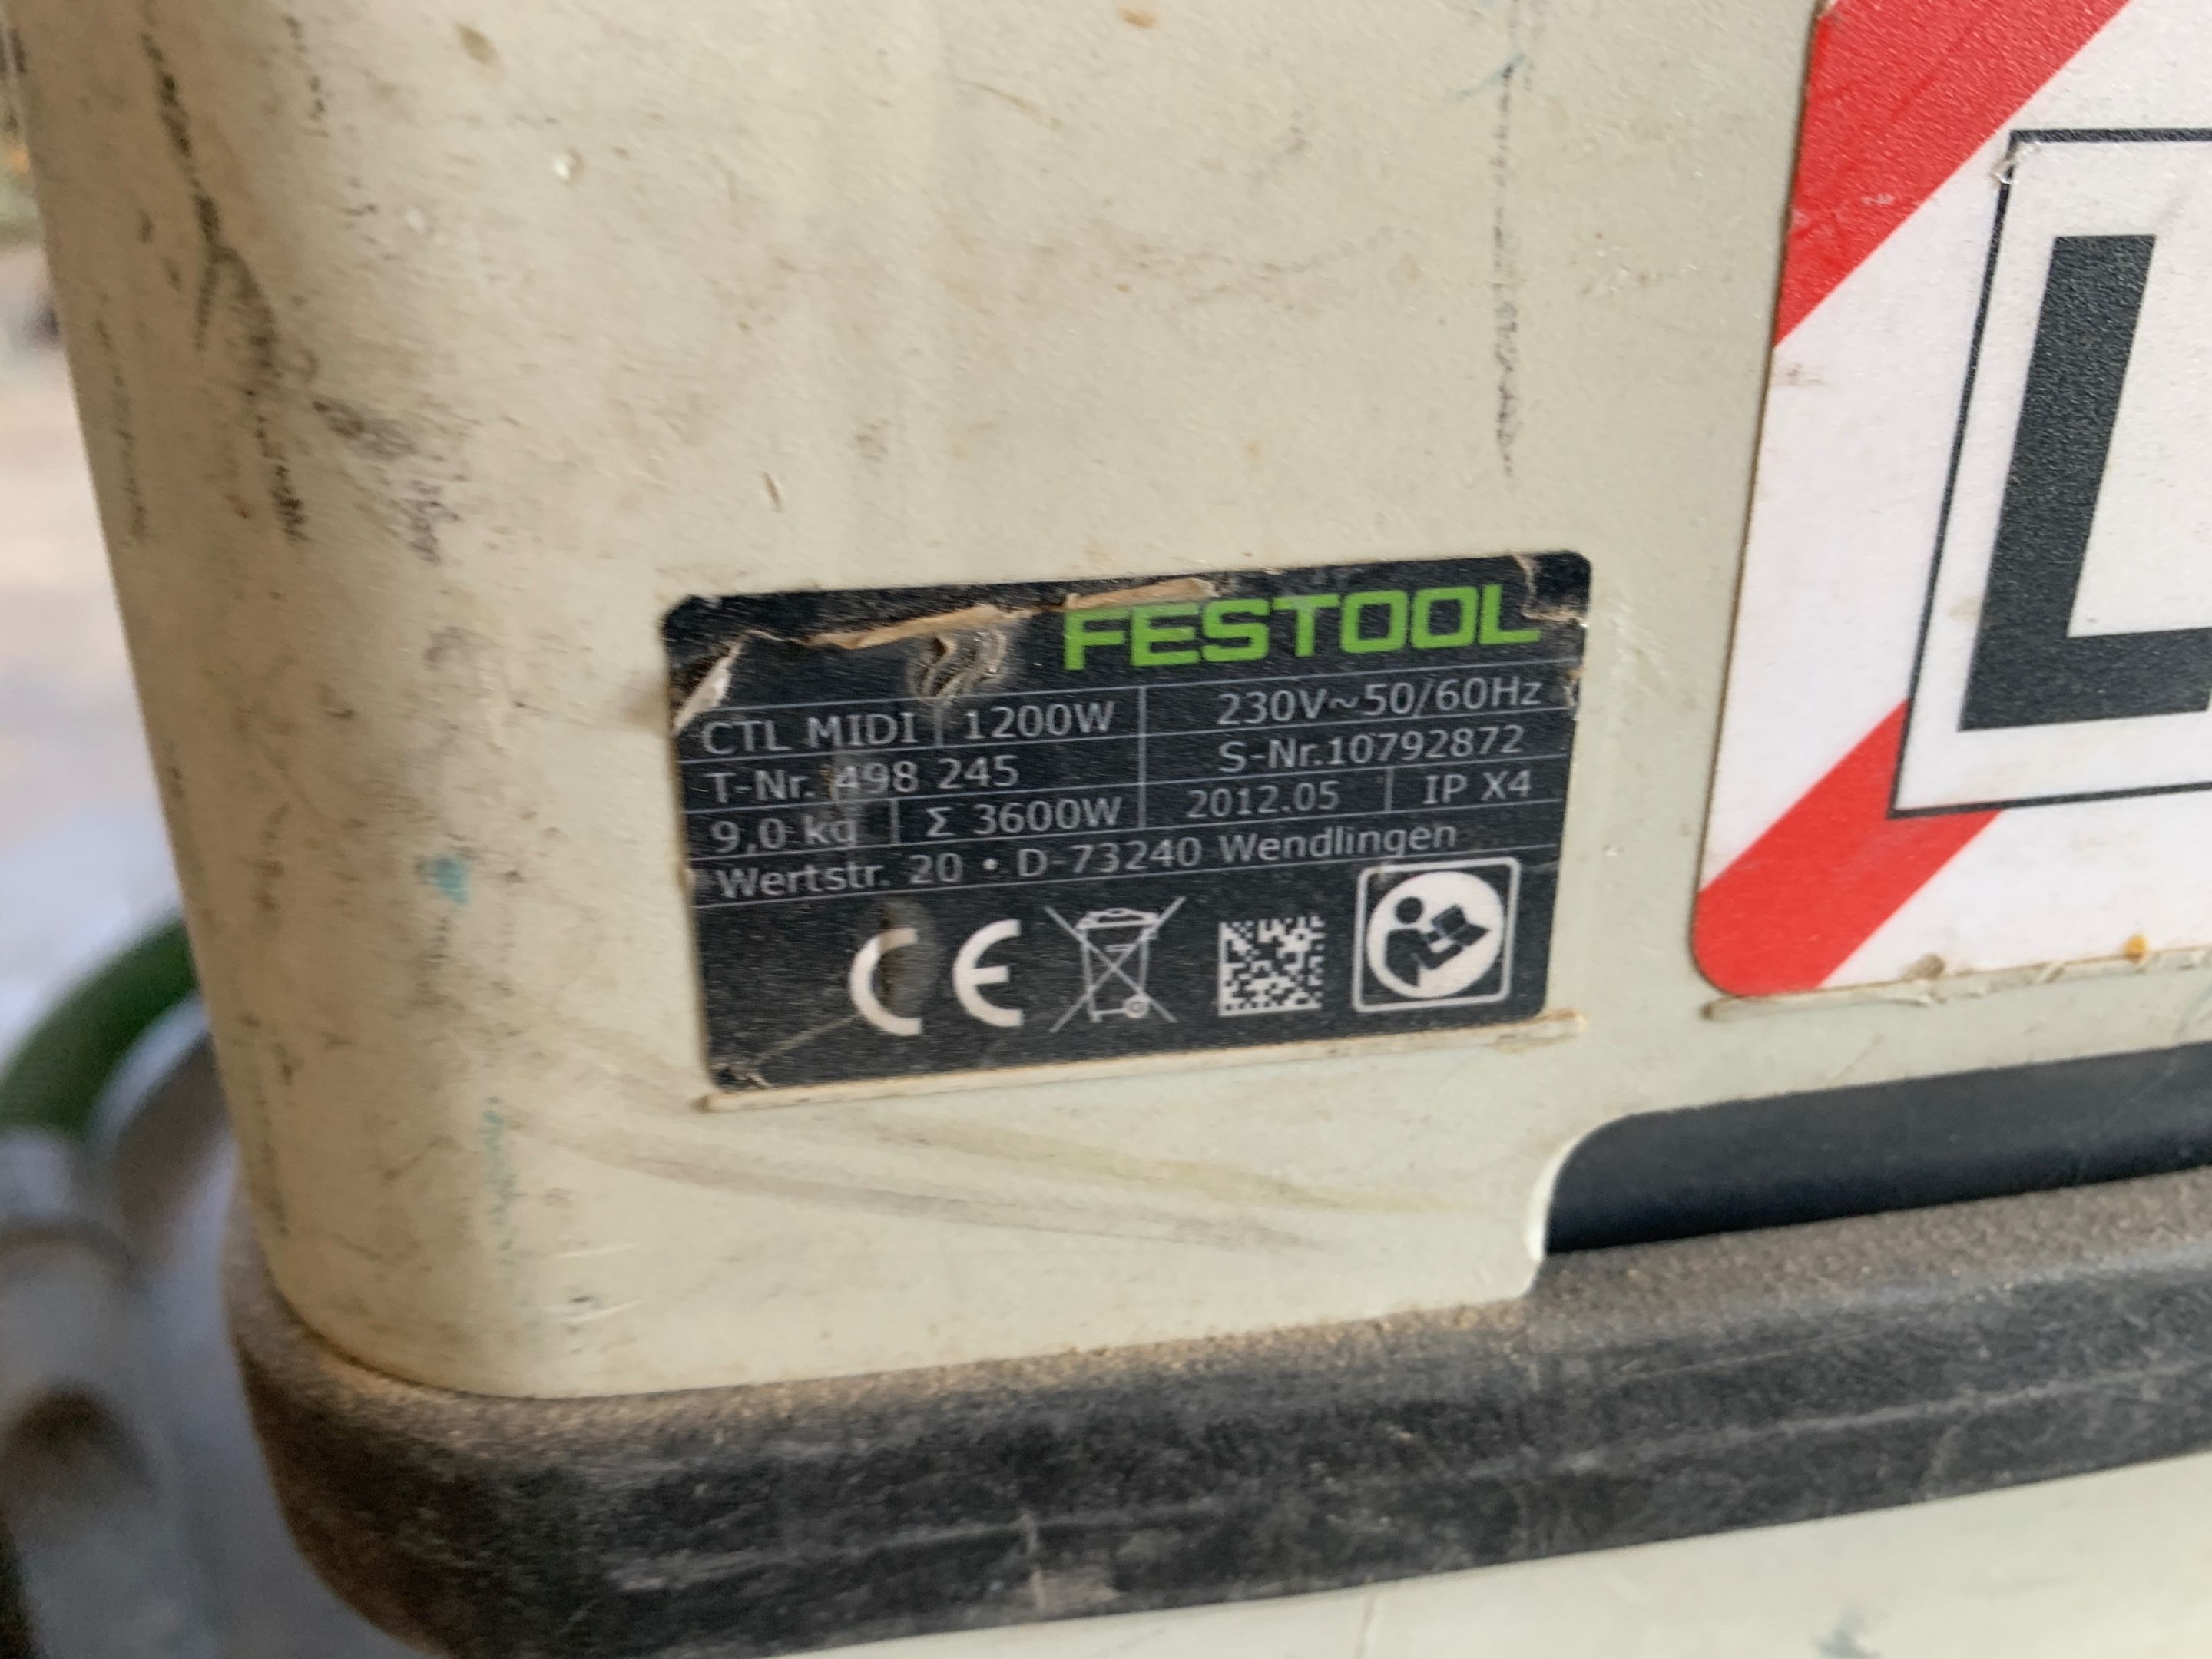 FESTOOL
CTL MIDI 1200W 230V~50/60Hz
T-Nr. 498 245 S-Nr.10792872
9,0 kg Σ 3600W 2012.05 IP X4
Wertstr. 20 • D-73240 Wendlingen
CE
L